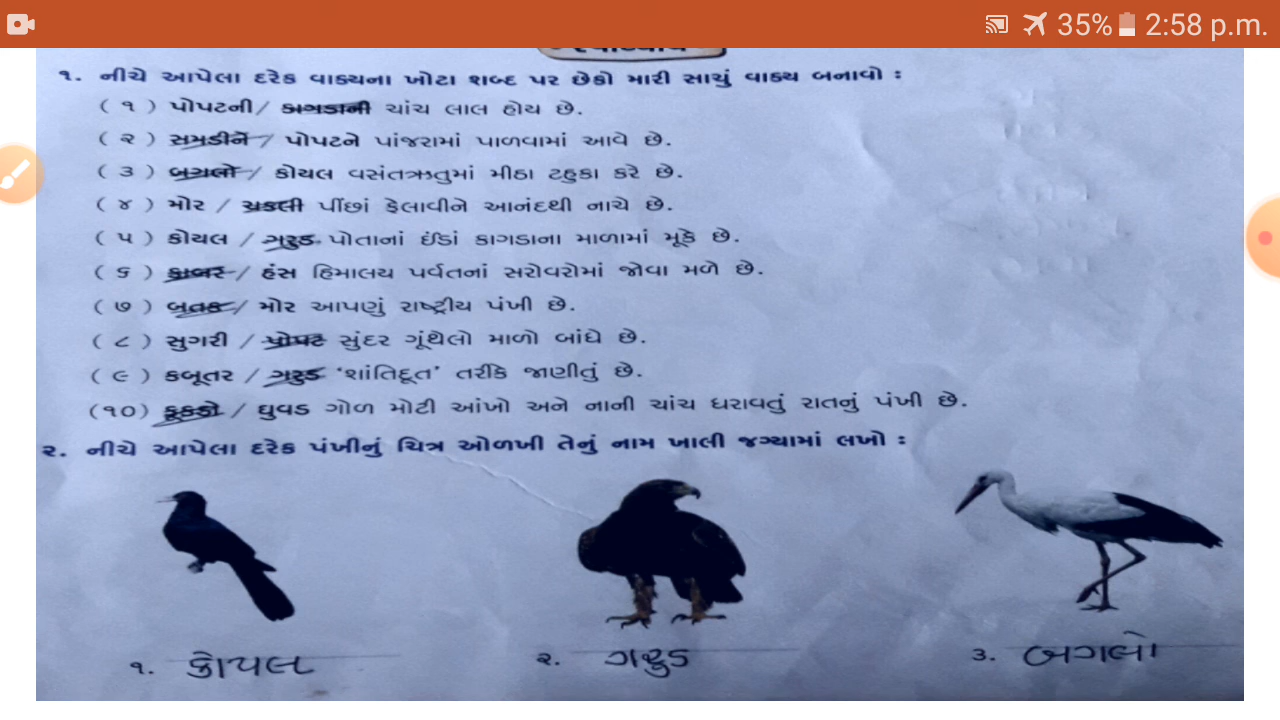 35% 2:58 p.m.
૧. નીચે આપેલા દરેક વાક્યના ખોટા શબ્દ પર છેકો મારી સાચું વાક્ય બનાવો :
(૧) પોપટની / કાગડાની ચાંચ લાલ હોય છે.
(૨) સમડીને / પોપટને પાંજરામાં પાળવામાં આવે છે.
(૩) બગલો / કોયલ વસંતઋતુમાં મીઠા ટહુકા કરે છે.
(૪) મોર / ચકલી પીંછાં ફેલાવીને આનંદથી નાચે છે.
(૫) કોયલ / ગરુડ પોતાનાં ઈંડાં કાગડાના માળામાં મૂકે છે.
(૬) કાબર / હંસ હિમાલય પર્વતનાં સરોવરોમાં જોવા મળે છે.
(૭) બતક / મોર આપણું રાષ્ટ્રીય પંખી છે.
(૮) સુગરી / પોપટ સુંદર ગૂંથેલો માળો બાંધે છે.
(૯) કબૂતર / ગરુડ ‘શાંતિદૂત’ તરીકે જાણીતું છે.
(૧૦) કૂકડો / ઘુવડ ગોળ મોટી આંખો અને નાની ચાંચ ધરાવતું રાતનું પંખી છે.
૨. નીચે આપેલા દરેક પંખીનું ચિત્ર ઓળખી તેનું નામ ખાલી જગ્યામાં લખો :
૧. કોયલ ૨. ગરુડ ૩. બગલો